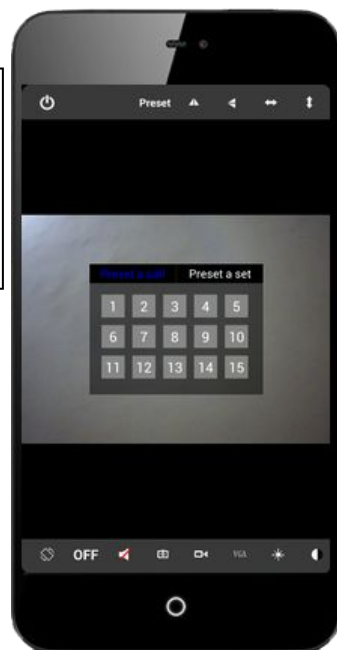 Preset
Preset a call Preset a set
1 2 3 4 5
6 7 8 9 10
11 12 13 14 15
OFF VGA